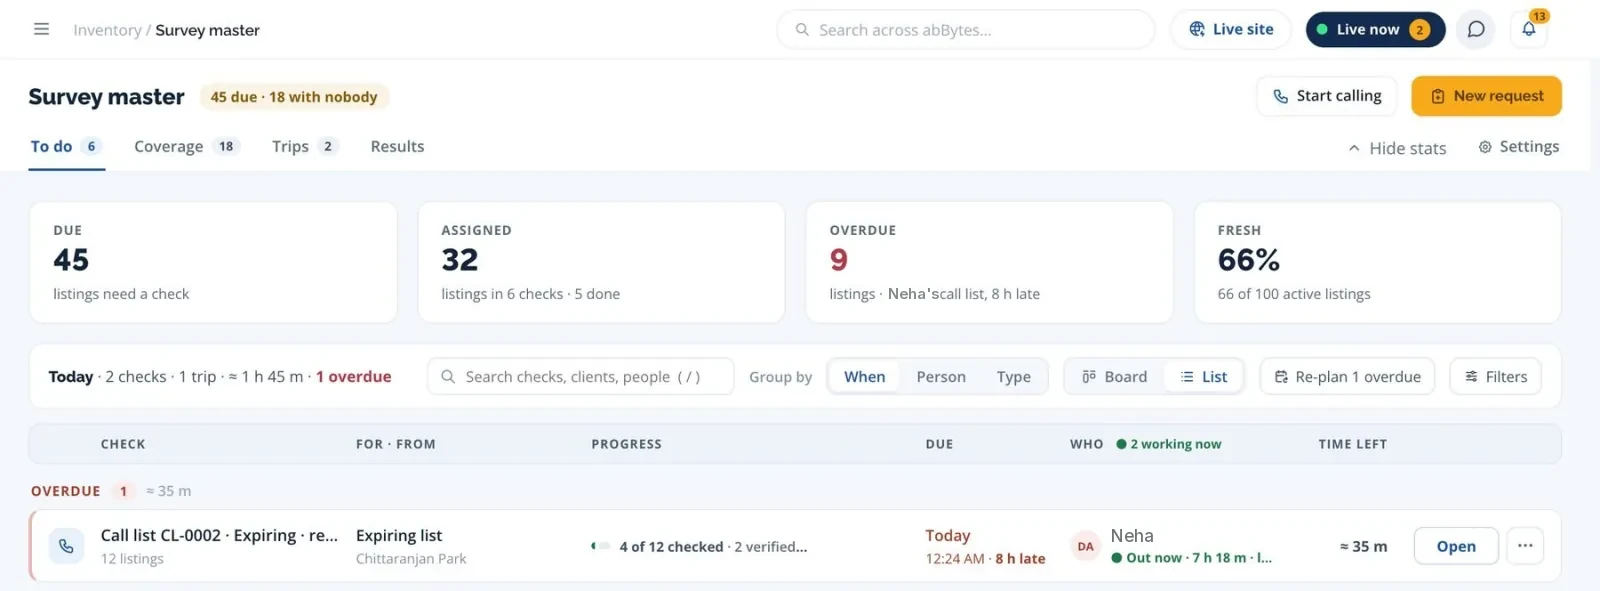 Inventory / Survey master
Search across abBytes...
Live site
Live now 2
13
Survey master
45 due · 18 with nobody
Start calling
New request
To do 6
Coverage 18
Trips 2
Results
Hide stats
Settings
DUE
45
listings need a check
ASSIGNED
32
listings in 6 checks · 5 done
OVERDUE
9
listings · Neha'scall list, 8 h late
FRESH
66%
66 of 100 active listings
Today · 2 checks · 1 trip · ≈ 1 h 45 m · 1 overdue
Search checks, clients, people ( / )
Group by
When
Person
Type
Board
List
Re-plan 1 overdue
Filters
CHECK
FOR · FROM
PROGRESS
DUE
WHO
2 working now
TIME LEFT
OVERDUE 1 ≈ 35 m
Call list CL-0002 · Expiring · re...
12 listings
Expiring list
Chittaranjan Park
4 of 12 checked · 2 verified...
Today
12:24 AM · 8 h late
DA
Neha
Out now · 7 h 18 m · l...
≈ 35 m
Open